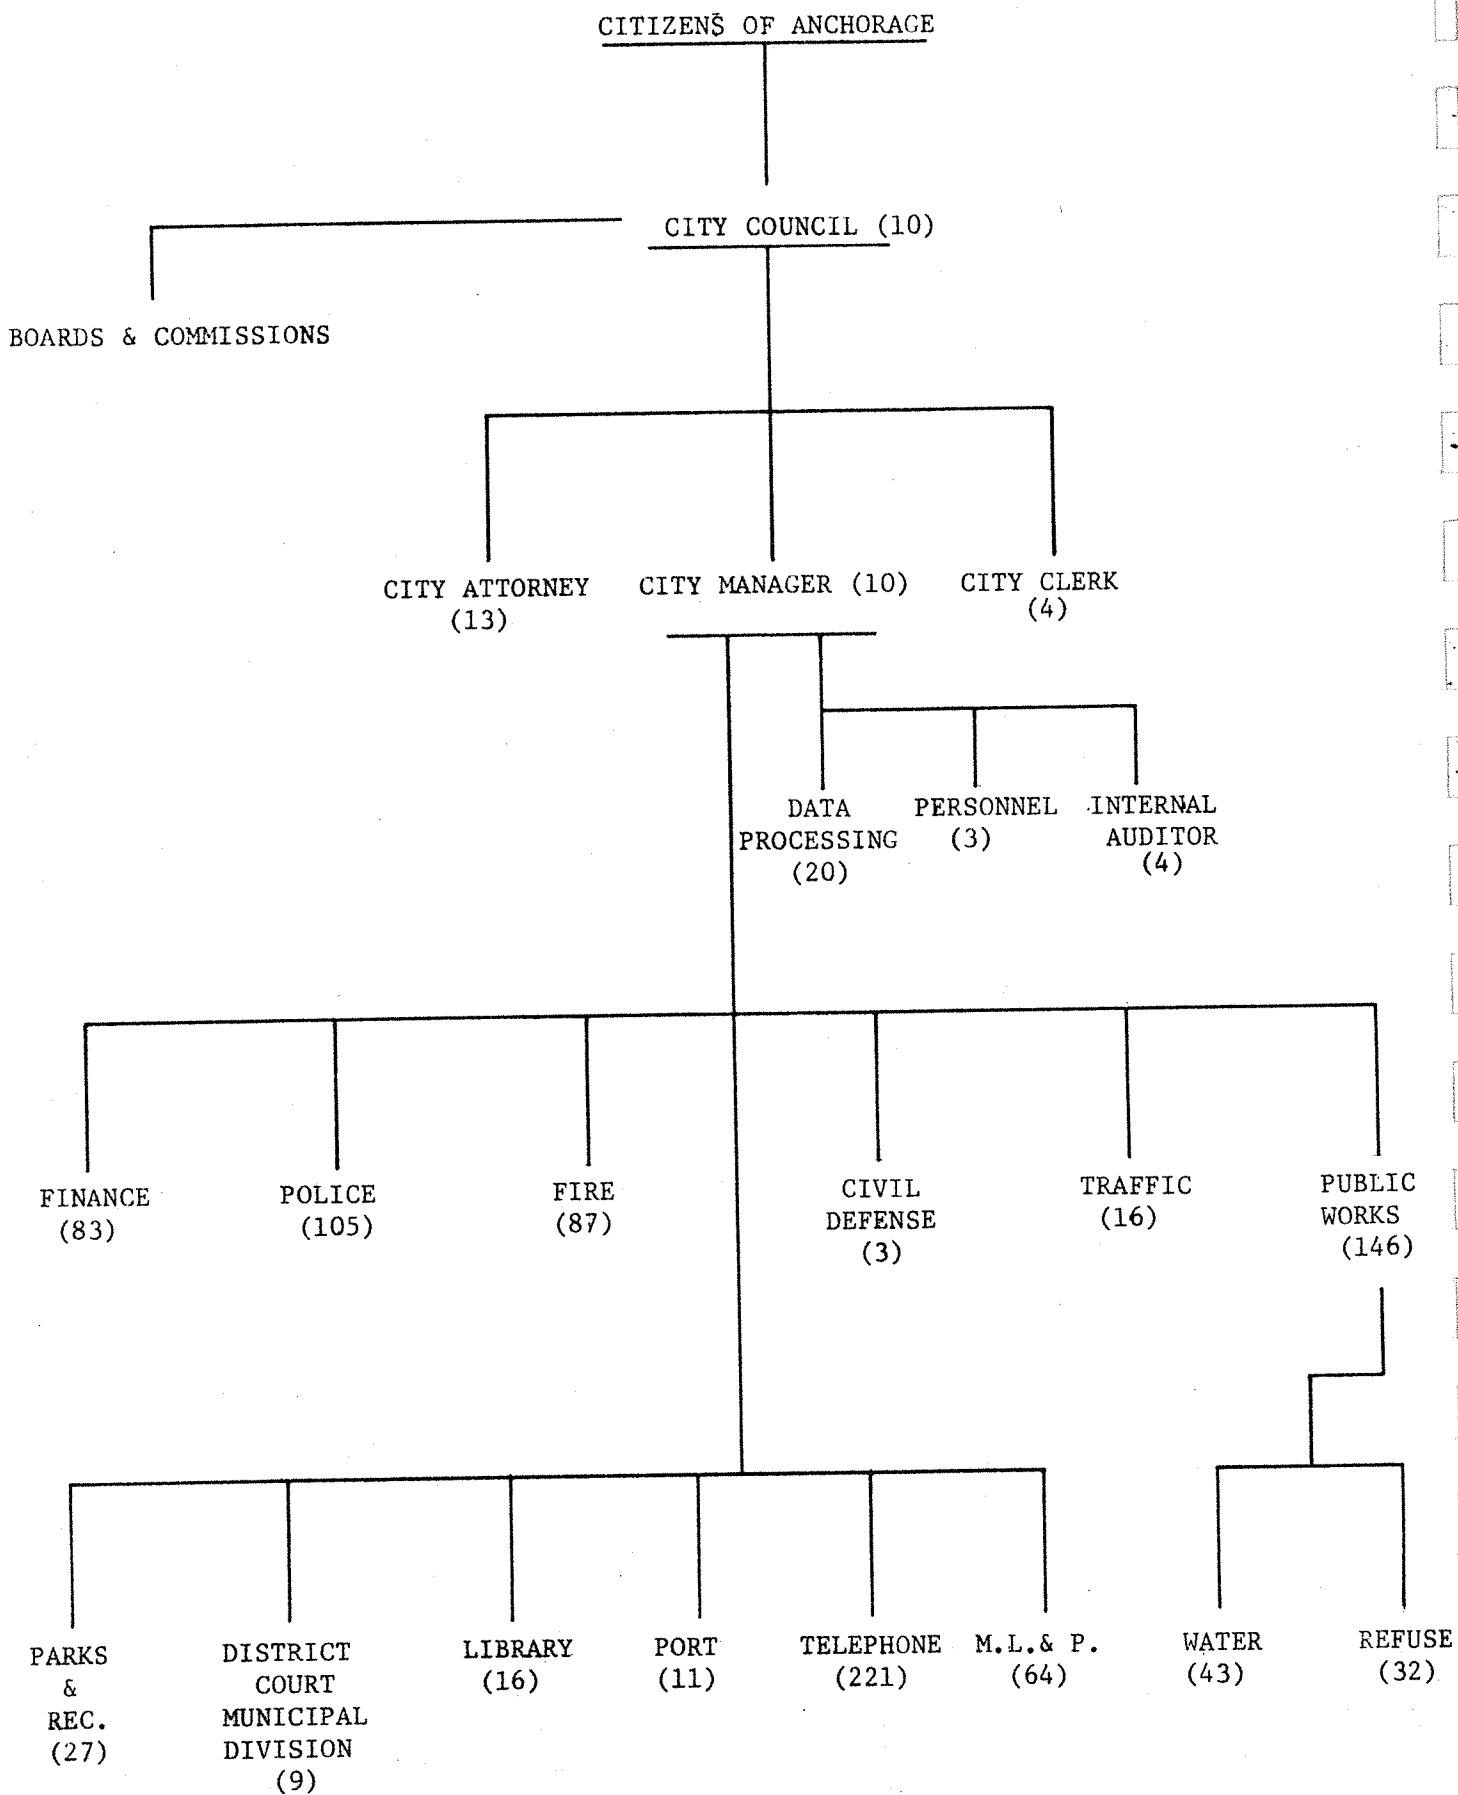 CITIZENS OF ANCHORAGE
CITY COUNCIL (10)
BOARDS & COMMISSIONS
CITY ATTORNEY
(13)
CITY MANAGER (10)
CITY CLERK
(4)
DATA
PROCESSING
(20)
PERSONNEL
(3)
INTERNAL
AUDITOR
(4)
FINANCE
(83)
POLICE
(105)
FIRE
(87)
CIVIL
DEFENSE
(3)
TRAFFIC
(16)
PUBLIC
WORKS
(146)
PARKS
&
REC.
(27)
DISTRICT
COURT
MUNICIPAL
DIVISION
(9)
LIBRARY
(16)
PORT
(11)
TELEPHONE
(221)
M.L.& P.
(64)
WATER
(43)
REFUSE
(32)